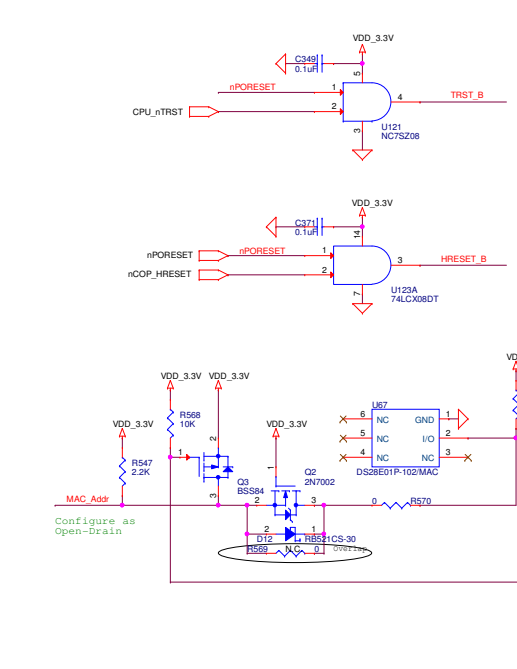 VDD_3.3V
C349
0.1uF
5
nPORESET
1
4
TRST_B
CPU_nTRST
2
3
U121
NC7SZ08
VDD_3.3V
C371
0.1uF
14
nPORESET
nPORESET
1
3
HRESET_B
nCOP_HRESET
2
7
U123A
74LCX08DT
VDD_3.3V
VDD_3.3V
R568
10K
2
1
VDD_3.3V
R547
2.2K
3
Q3
BSS84
VDD_3.3V
1
Q2
2N7002
U67
6
NC
GND
1
5
NC
I/O
2
4
NC
NC
3
DS28E01P-102/MAC
MAC_Addr
2
3
0
R570
Configure as
Open-Drain
2
1
D12
RB521CS-30
R569
N.C
0
Overlap